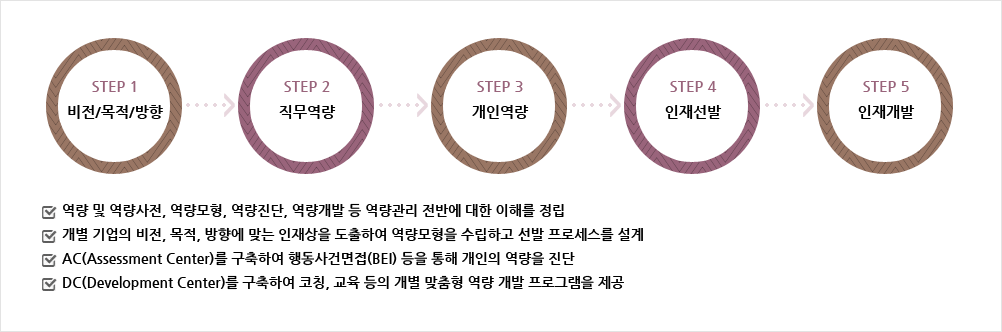 STEP 1
비전/목적/방향
STEP 2
직무역량
STEP 3
개인역량
STEP 4
인재선발
STEP 5
인재개발
역량 및 역량사전, 역량모형, 역량진단, 역량개발 등 역량관리 전반에 대한 이해를 정립
개별 기업의 비전, 목적, 방향에 맞는 인재상을 도출하여 역량모형을 수립하고 선발 프로세스를 설계
AC(Assessment Center)를 구축하여 행동사건면접(BEI) 등을 통해 개인의 역량을 진단
DC(Development Center)를 구축하여 코칭, 교육 등의 개별 맞춤형 역량 개발 프로그램을 제공